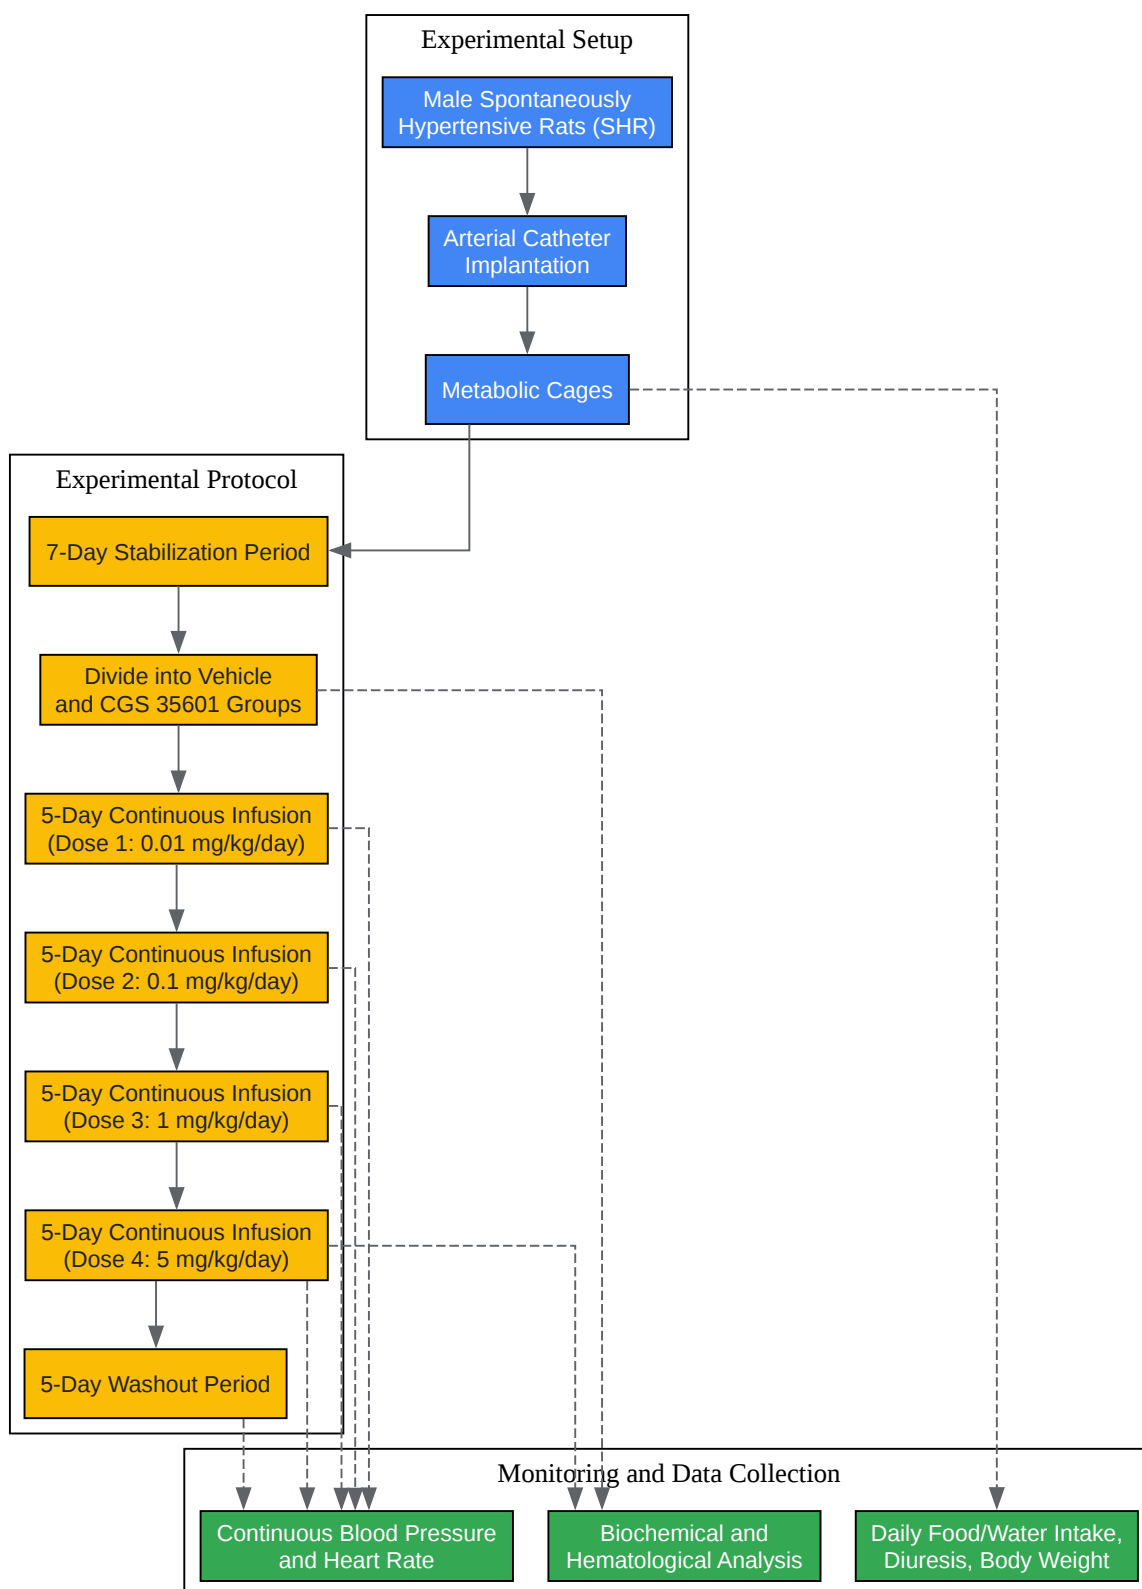 Experimental Setup
Male Spontaneously
Hypertensive Rats (SHR)
Arterial Catheter
Implantation
Metabolic Cages
Experimental Protocol
7-Day Stabilization Period
Divide into Vehicle
and CGS 35601 Groups
5-Day Continuous Infusion
(Dose 1: 0.01 mg/kg/day)
5-Day Continuous Infusion
(Dose 2: 0.1 mg/kg/day)
5-Day Continuous Infusion
(Dose 3: 1 mg/kg/day)
5-Day Continuous Infusion
(Dose 4: 5 mg/kg/day)
5-Day Washout Period
Monitoring and Data Collection
Continuous Blood Pressure
and Heart Rate
Biochemical and
Hematological Analysis
Daily Food/Water Intake,
Diuresis, Body Weight